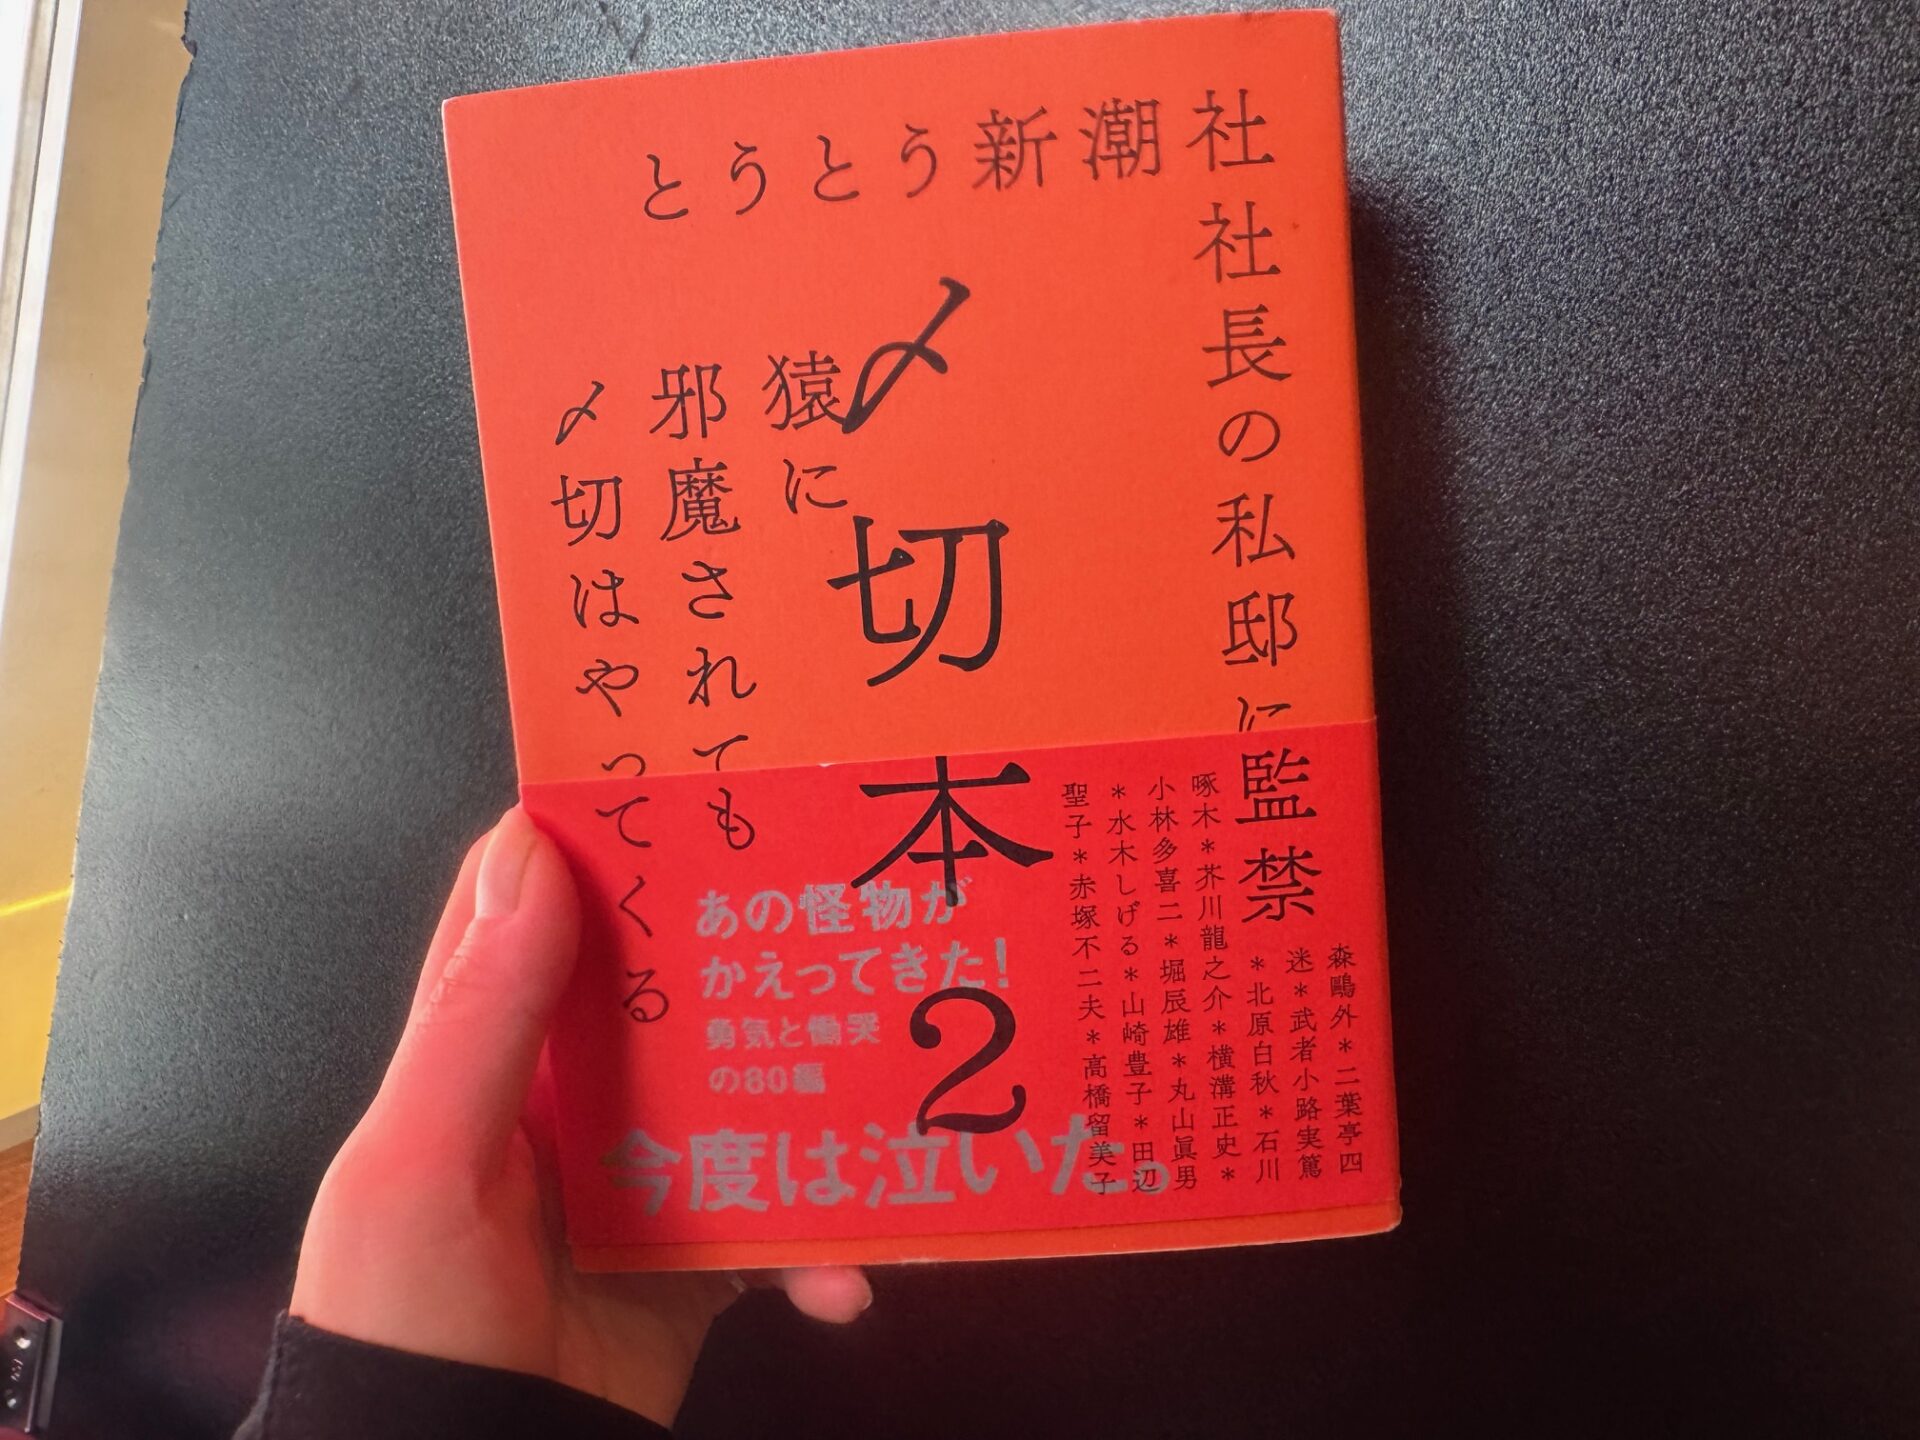 とうとう新潮社社長の私邸に監禁
〆切本2
猿に
邪魔されても
〆切はやってくる
森鷗外＊二葉亭四
迷＊武者小路実篤
＊北原白秋＊石川
啄木＊芥川龍之介＊横溝正史＊
小林多喜二＊堀辰雄＊丸山眞男
＊水木しげる＊山崎豊子＊田辺
聖子＊赤塚不二夫＊高橋留美子
あの怪物が
かえってきた!
勇気と慟哭
の80編
今度は泣いた。